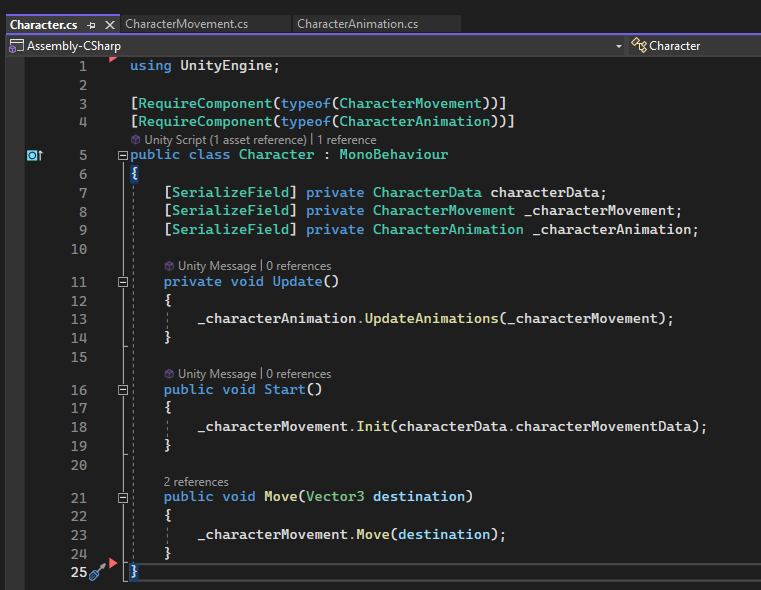 Character.cs CharacterMovement.cs CharacterAnimation.cs
Assembly-CSharp Character
1 using UnityEngine;
2
3 [RequireComponent(typeof(CharacterMovement))]
4 [RequireComponent(typeof(CharacterAnimation))]
Unity Script (1 asset reference) | 1 reference
5 public class Character : MonoBehaviour
6 {
7 [SerializeField] private CharacterData characterData;
8 [SerializeField] private CharacterMovement _characterMovement;
9 [SerializeField] private CharacterAnimation _characterAnimation;
10
Unity Message | 0 references
11 private void Update()
12 {
13 _characterAnimation.UpdateAnimations(_characterMovement);
14 }
15
Unity Message | 0 references
16 public void Start()
17 {
18 _characterMovement.Init(characterData.characterMovementData);
19 }
20
2 references
21 public void Move(Vector3 destination)
22 {
23 _characterMovement.Move(destination);
24 }
25 }